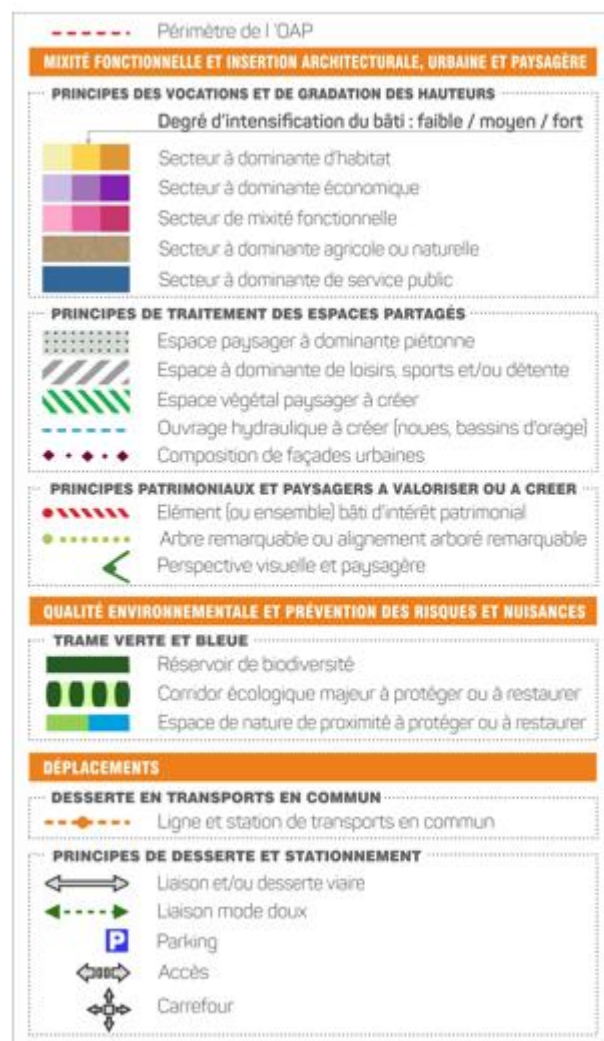 Périmètre de l 'OAP
MIXITÉ FONCTIONNELLE ET INSERTION ARCHITECTURALE, URBAINE ET PAYSAGÈRE
PRINCIPES DES VOCATIONS ET DE GRADATION DES HAUTEURS
Degré d'intensification du bâti : faible / moyen / fort
Secteur à dominante d'habitat
Secteur à dominante économique
Secteur de mixité fonctionnelle
Secteur à dominante agricole ou naturelle
Secteur à dominante de service public
PRINCIPES DE TRAITEMENT DES ESPACES PARTAGÉS
Espace paysager à dominante piétonne
Espace à dominante de loisirs, sports et/ou détente
Espace végétal paysager à créer
Ouvrage hydraulique à créer (noues, bassins d'orage)
Composition de façades urbaines
PRINCIPES PATRIMONIAUX ET PAYSAGERS A VALORISER OU A CREER
Elément (ou ensemble) bâti d'intérêt patrimonial
Arbre remarquable ou alignement arboré remarquable
Perspective visuelle et paysagère
QUALITÉ ENVIRONNEMENTALE ET PRÉVENTION DES RISQUES ET NUISANCES
TRAME VERTE ET BLEUE
Réservoir de biodiversité
Corridor écologique majeur à protéger ou à restaurer
Espace de nature de proximité à protéger ou à restaurer
DÉPLACEMENTS
DESSERTE EN TRANSPORTS EN COMMUN
Ligne et station de transports en commun
PRINCIPES DE DESSERTE ET STATIONNEMENT
Liaison et/ou desserte viaire
Liaison mode doux
P Parking
Accès
Carrefour